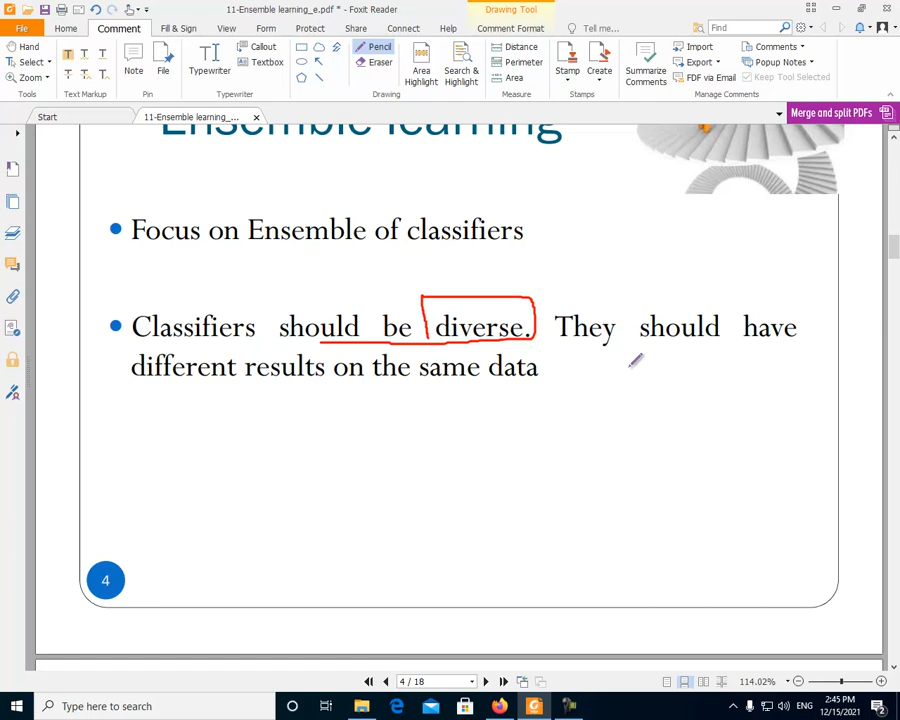 11-Ensemble learning_e.pdf * - Foxit Reader
Drawing Tool
File Home Comment Fill & Sign View Form Protect Share Connect Help Comment Format Tell me... Find
Hand
Select
Zoom
Tools
T T T
T T T
Text Markup
Note
File
Pin
Typewriter
Callout
Textbox
Typewriter
Pencil
Eraser
Area Highlight
Search & Highlight
Drawing
Distance
Perimeter
Area
Measure
Stamp
Create
Stamps
Summarize Comments
Import
Export
FDF via Email
Comments
Popup Notes
Keep Tool Selected
Manage Comments
Start
11-Ensemble learning_...
Merge and split PDFs
Ensemble learning
Focus on Ensemble of classifiers
Classifiers should be diverse. They should have
different results on the same data
4
4 / 18
114.02%
Type here to search
ENG
2:45 PM
12/15/2021
2